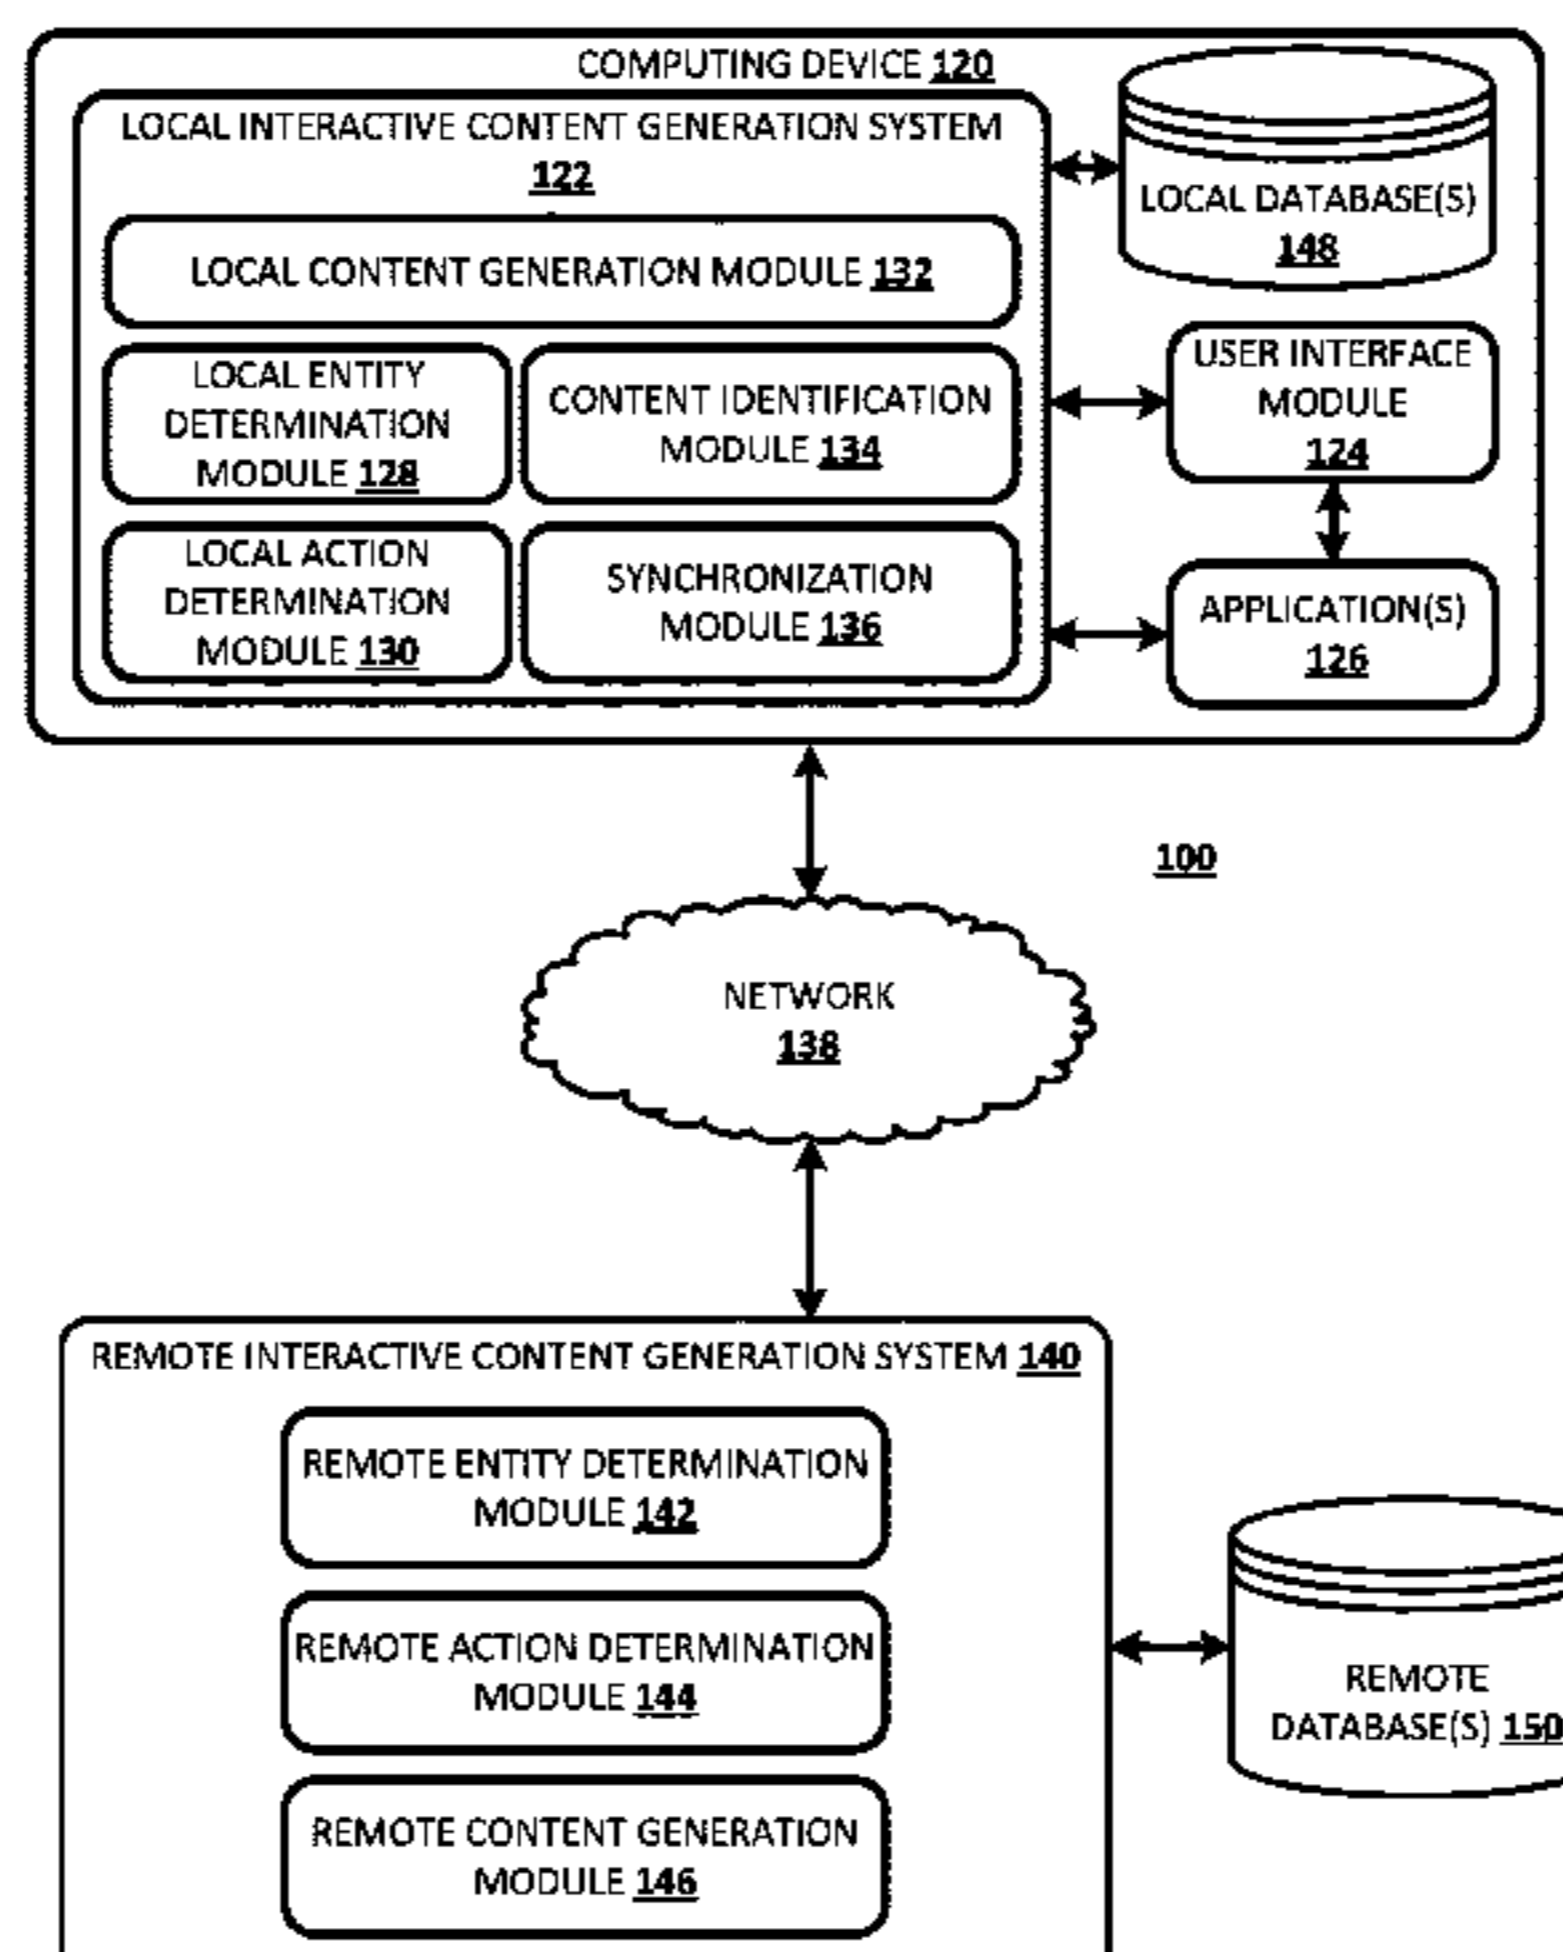 COMPUTING DEVICE 120
LOCAL INTERACTIVE CONTENT GENERATION SYSTEM
122
LOCAL CONTENT GENERATION MODULE 132
LOCAL ENTITY
DETERMINATION
MODULE 128
CONTENT IDENTIFICATION
MODULE 134
LOCAL ACTION
DETERMINATION
MODULE 130
SYNCHRONIZATION
MODULE 136
LOCAL DATABASE(S)
148
USER INTERFACE
MODULE
124
APPLICATION(S)
126
100
NETWORK
138
REMOTE INTERACTIVE CONTENT GENERATION SYSTEM 140
REMOTE ENTITY DETERMINATION
MODULE 142
REMOTE ACTION DETERMINATION
MODULE 144
REMOTE CONTENT GENERATION
MODULE 146
REMOTE
DATABASE(S) 150